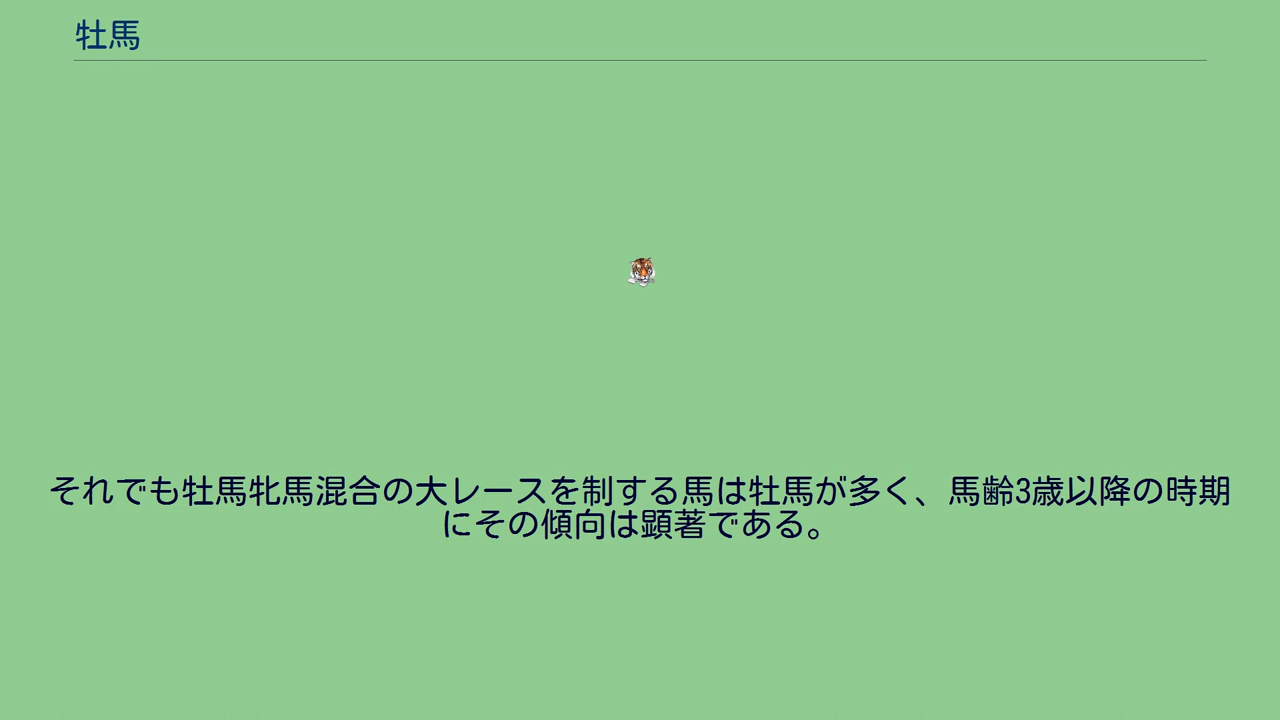 牡馬
それでも牡馬牝馬混合の大レースを制する馬は牡馬が多く、馬齢3歳以降の時期
にその傾向は顕著である。